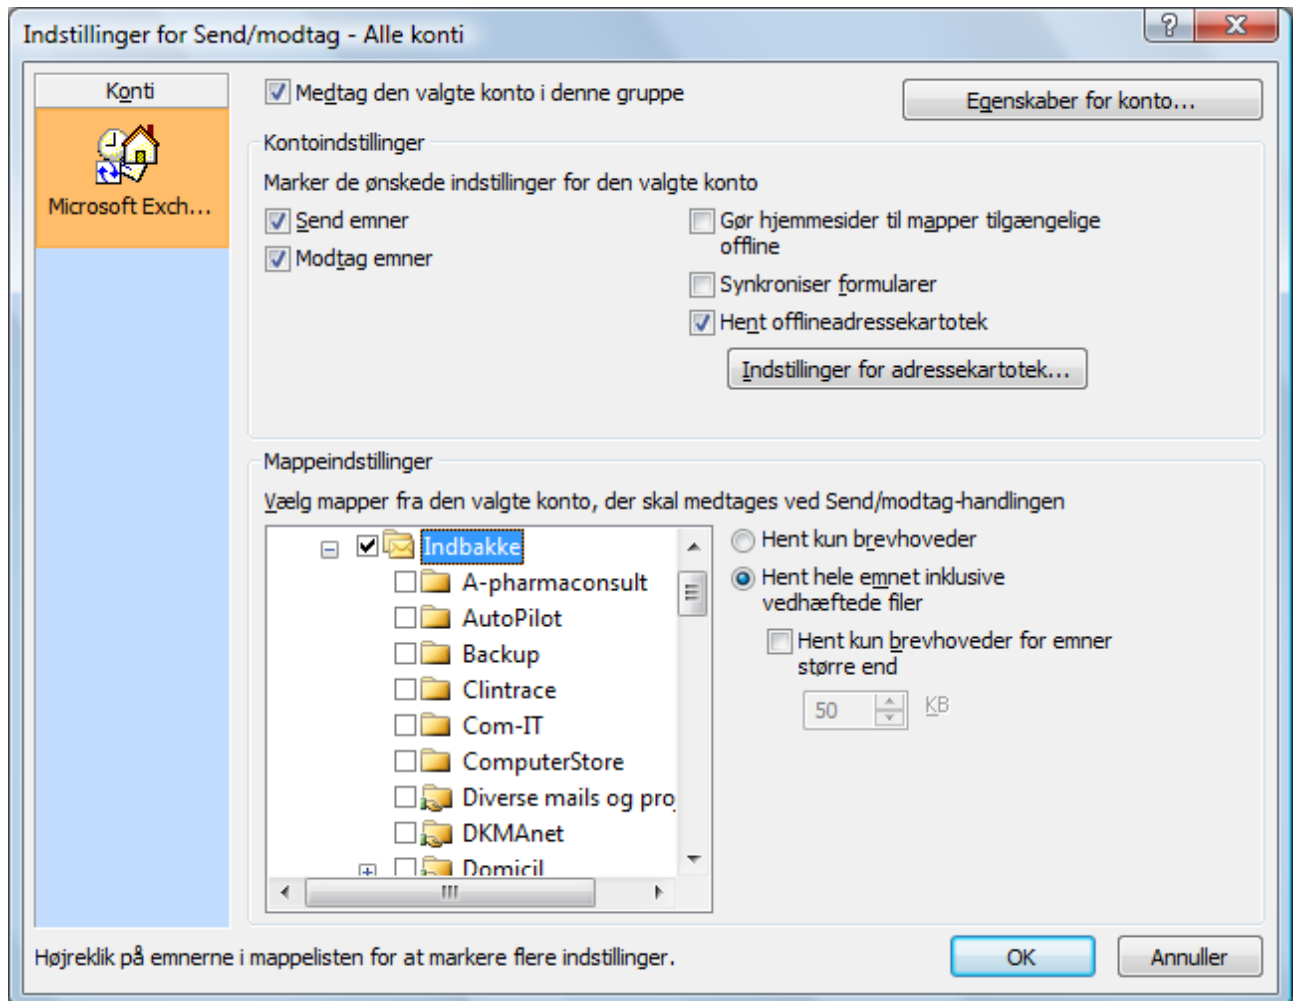 Indstillinger for Send/modtag - Alle konti
Konti
Microsoft Exch...
Medtag den valgte konto i denne gruppe
Egenskaber for konto...
Kontoindstillinger
Marker de ønskede indstillinger for den valgte konto
Send emner
Modtag emner
Gør hjemmesider til mapper tilgængelige
offline
Synkroniser formularer
Hent offlineadressekartotek
Indstillinger for adressekartotek...
Mappeindstillinger
Vælg mapper fra den valgte konto, der skal medtages ved Send/modtag-handlingen
Indbakke
A-pharmaconsult
AutoPilot
Backup
Clintrace
Com-IT
ComputerStore
Diverse mails og pro
DKMAnet
Domicil
Hent kun brevhoveder
Hent hele emnet inklusive
vedhæftede filer
Hent kun brevhoveder for emner
større end
50 KB
Højreklik på emnerne i mappelisten for at markere flere indstillinger.
OK
Annuller